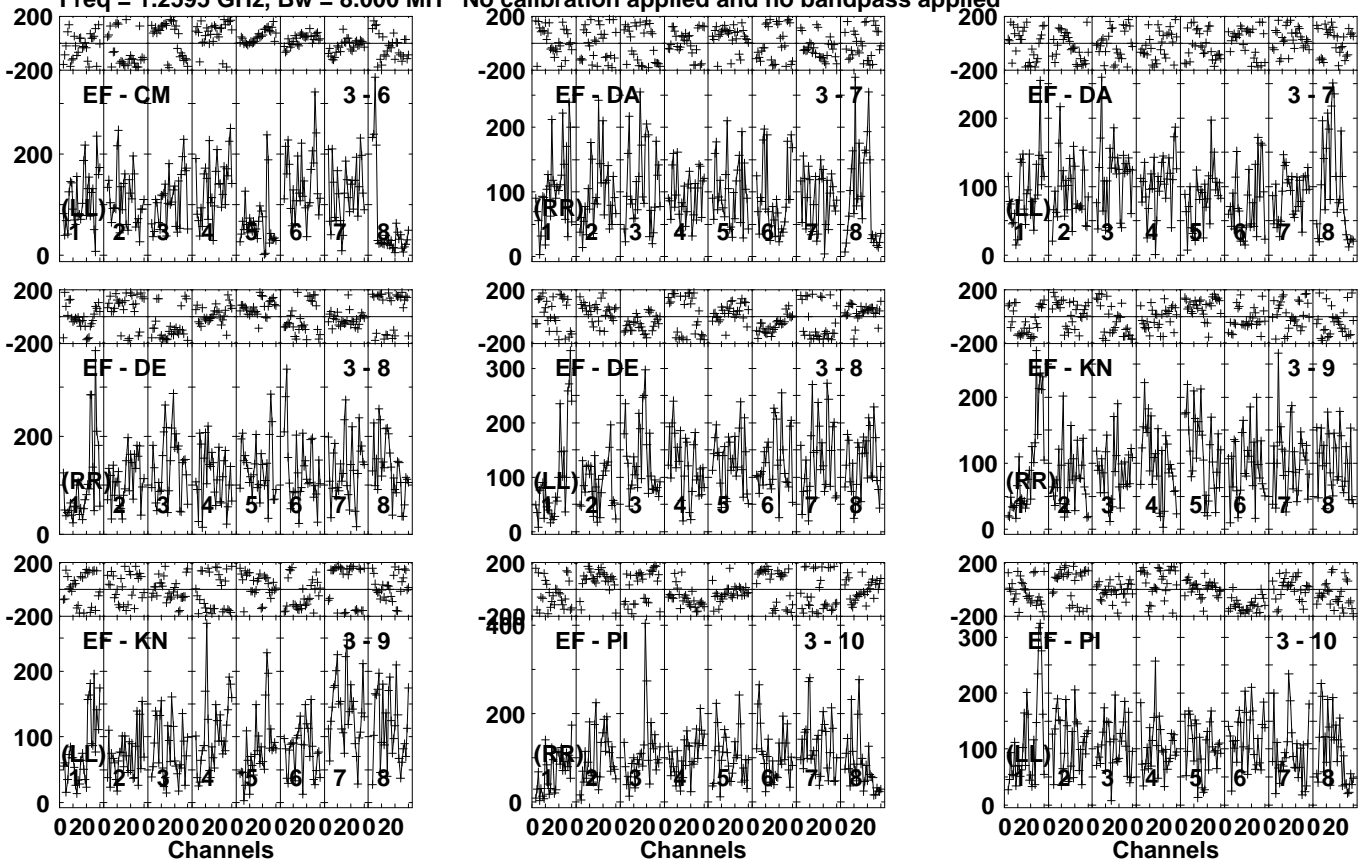 Freq = 1.2595 GHz, Bw = 8.000 MH No calibration applied and no bandpass applied
200 200 200
-200 -200 -200
EF - CM 3 - 6 EF - DA 3 - 7 EF - DA 3 - 7
200 200 200
100 100
(LL) (RR) (LL)
1 2 3 4 5 6 7 8 1 2 3 4 5 6 7 8 1 2 3 4 5 6 7 8
0 0 0
200 200 200
-200 -200 -200
EF - DE 3 - 8 EF - DE 3 - 8 EF - KN 3 - 9
300
200 200 200
100 100
(RR) (LL) (RR)
1 2 3 4 5 6 7 8 1 2 3 4 5 6 7 8 1 2 3 4 5 6 7 8
0 0 0
200 200 200
-200 -200 -200
400
EF - KN 3 - 9 EF - PI 3 - 10 EF - PI 3 - 10
300
200 200 200
100 100
(LL) (RR) (LL)
1 2 3 4 5 6 7 8 1 2 3 4 5 6 7 8 1 2 3 4 5 6 7 8
0 0 0
0 20 0 20 0 20 0 20 0 20 0 20 0 20 0 20 0 20 0 20 0 20 0 20 0 20 0 20 0 20 0 20 0 20 0 20 0 20 0 20 0 20 0 20 0 20 0 20
Channels Channels Channels